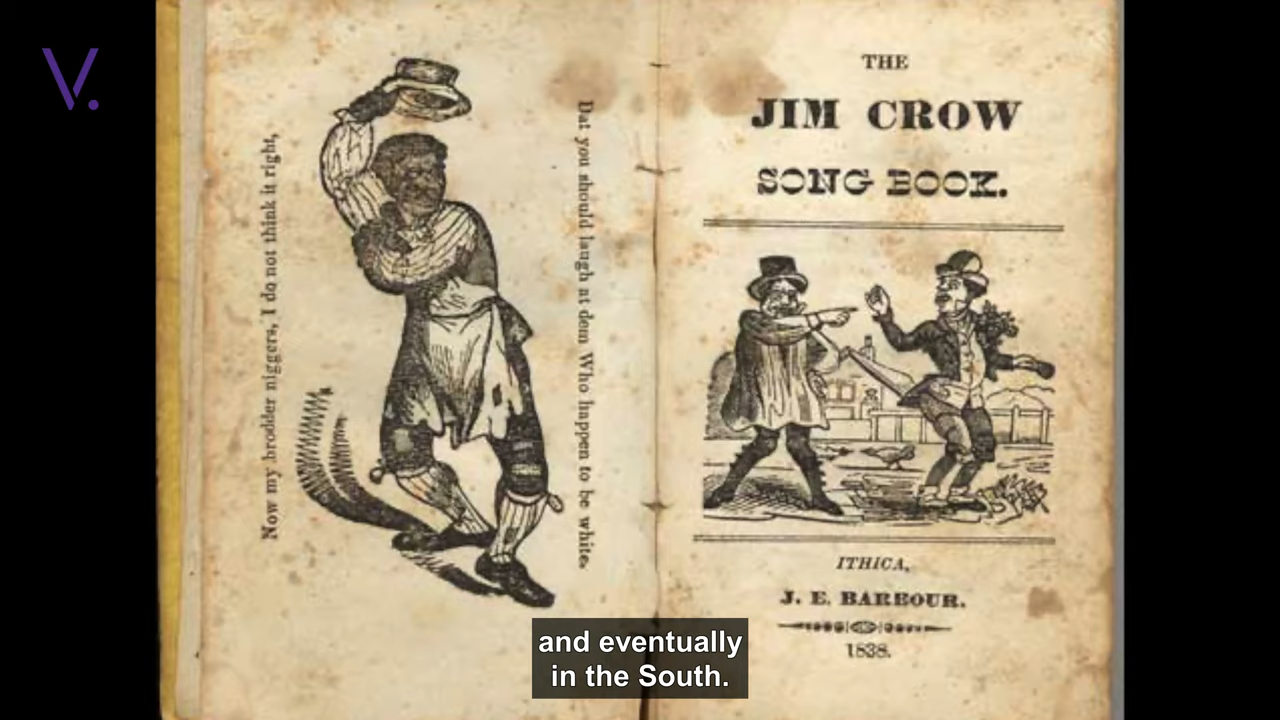 V.
Now my brodder niggers, I do not think it right,
Dat you should laugh at dem Who happen to be white.
THE
JIM CROW
SONG BOOK.
ITHICA,
J. E. BARBOUR.
1838.
and eventually
in the South.